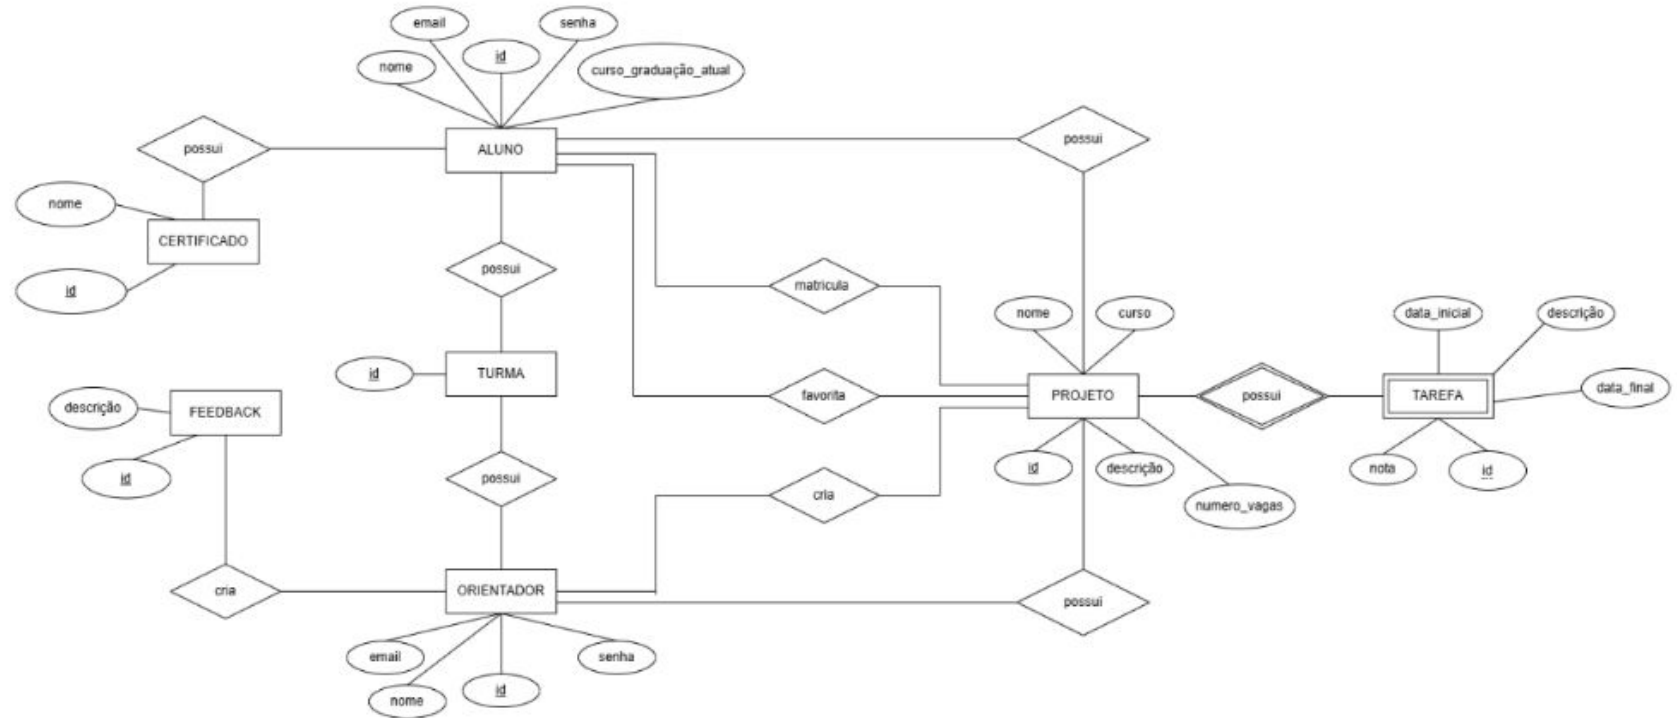 email
senha
id
nome
curso_graduação_atual
possui
ALUNO
possui
nome
CERTIFICADO
id
possui
matricula
nome
curso
data_inicial
descrição
id
TURMA
favorita
PROJETO
possui
TAREFA
data_final
descrição
FEEDBACK
id
possui
cria
id
descrição
numero_vagas
nota
id
cria
ORIENTADOR
possui
email
nome
id
senha